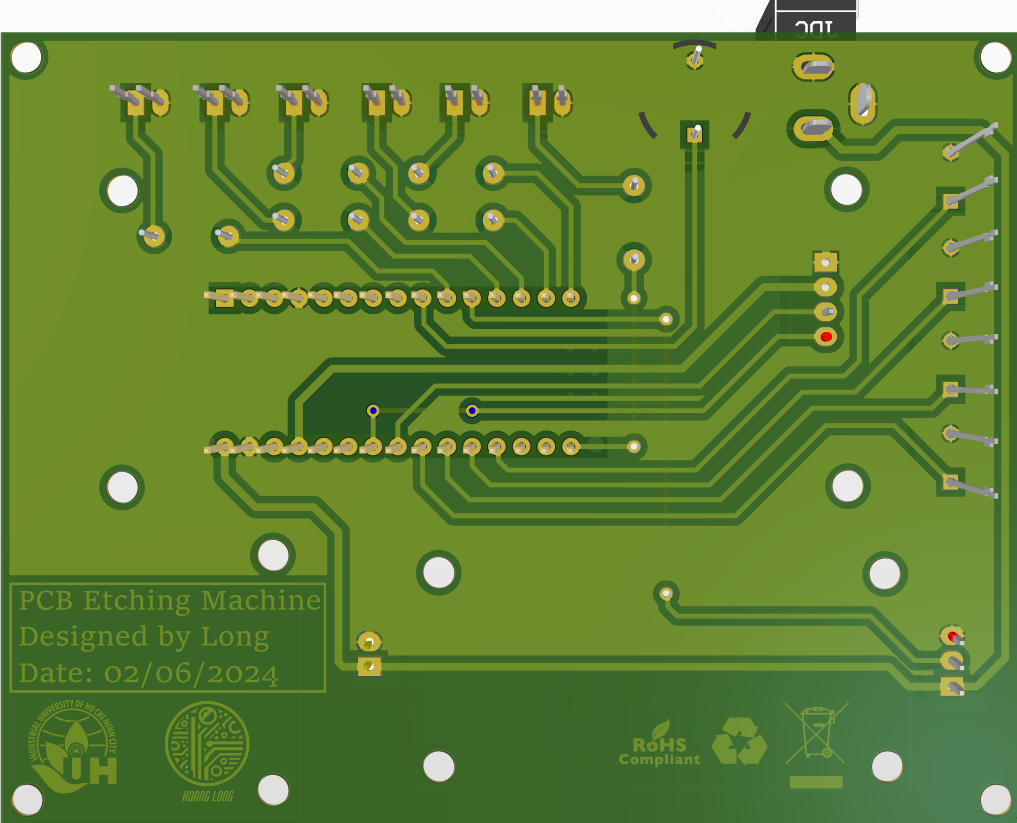 PCB Etching Machine
Designed by Long
Date: 02/06/2024
INDUSTRIAL UNIVERSITY OF HO CHI MINH CITY
IUH
HOANG LONG
RoHS
Compliant